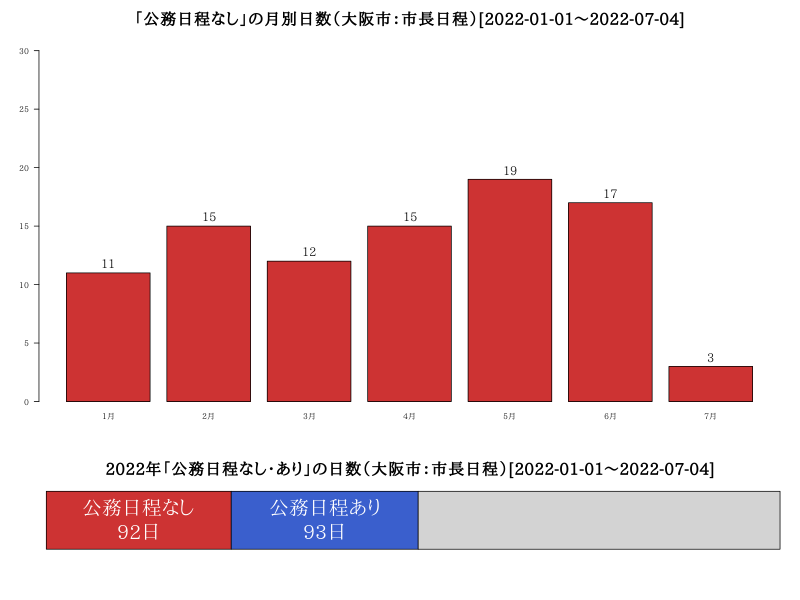 「公務日程なし」の月別日数（大阪市：市長日程）[2022-01-01～2022-07-04]
30
25
20
15
10
5
0
11
15
12
15
19
17
3
1月
2月
3月
4月
5月
6月
7月
2022年「公務日程なし・あり」の日数（大阪市：市長日程）[2022-01-01～2022-07-04]
公務日程なし
92日
公務日程あり
93日